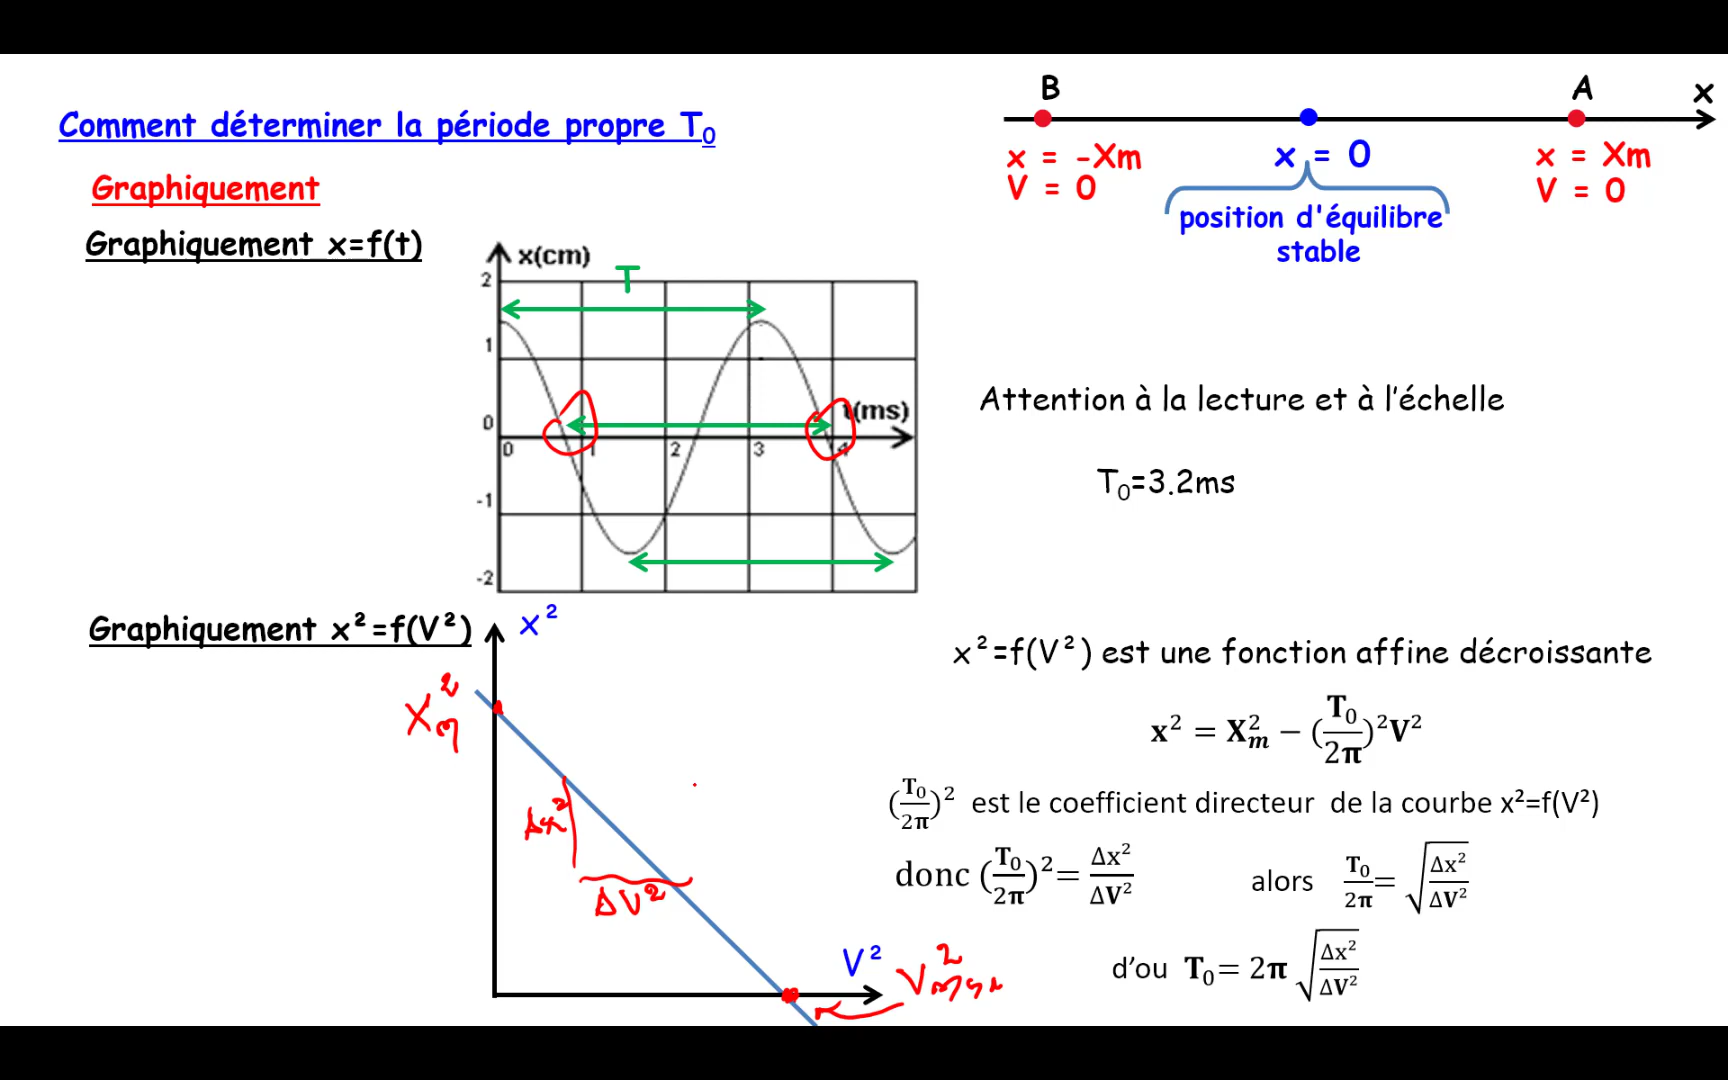 Comment déterminer la période propre T₀
B
A
x
x = -Xm
V = 0
x = 0
x = Xm
V = 0
position d'équilibre
stable
Graphiquement
Graphiquement x=f(t)
x(cm)
T
2
1
0
-1
-2
t(ms)
0
1
2
3
4
Attention à la lecture et à l'échelle
T₀=3.2ms
Graphiquement x²=f(V²)
x²
Xm²
Δx²
ΔV²
V²
V²max
x²=f(V²) est une fonction affine décroissante
x² = Xₘ² − (T₀/2π)²V²
(T₀/2π)² est le coefficient directeur de la courbe x²=f(V²)
donc (T₀/2π)²= Δx²/ΔV² alors T₀/2π= √(Δx²/ΔV²)
d'ou T₀= 2π √(Δx²/ΔV²)